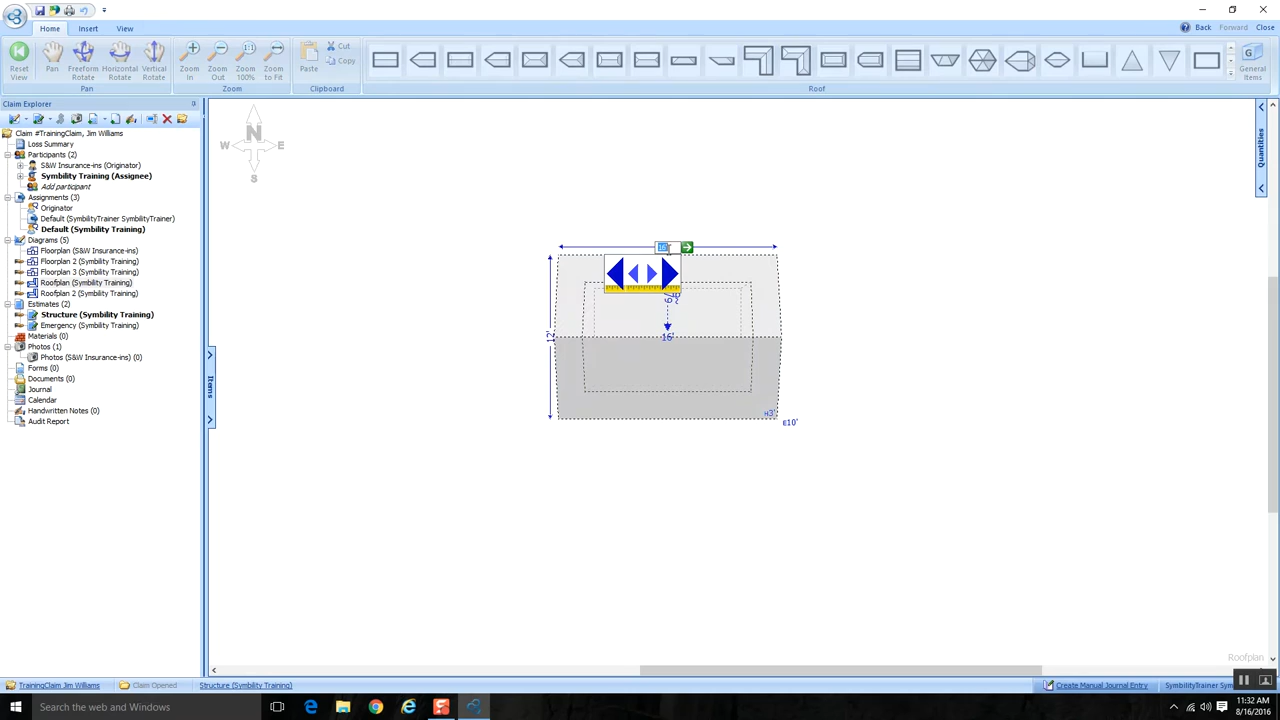 Home Insert View Back Forward Close
Reset View
Pan
Freeform Rotate
Horizontal Rotate
Vertical Rotate
Zoom In
Zoom Out
Zoom 100%
Zoom to Fit
Paste
Cut
Copy
General Items
Pan Zoom Clipboard Roof
Claim Explorer
Claim #TrainingClaim, Jim Williams
Loss Summary
Participants (2)
S&W Insurance-ins (Originator)
Symbility Training (Assignee)
Add participant
Assignments (3)
Originator
Default (SymbilityTrainer SymbilityTrainer)
Default (Symbility Training)
Diagrams (5)
Floorplan (S&W Insurance-ins)
Floorplan 2 (Symbility Training)
Floorplan 3 (Symbility Training)
Roofplan (Symbility Training)
Roofplan 2 (Symbility Training)
Estimates (2)
Structure (Symbility Training)
Emergency (Symbility Training)
Materials (0)
Photos (1)
Photos (S&W Insurance-ins) (0)
Forms (0)
Documents (0)
Journal
Calendar
Handwritten Notes (0)
Audit Report
Items
Quantities
N
W E
S
16'
12'
16'
H3'
E10'
Roofplan
TrainingClaim Jim Williams Claim Opened Structure (Symbility Training) Create Manual Journal Entry SymbilityTrainer Sym
Search the web and Windows
11:32 AM
8/16/2016